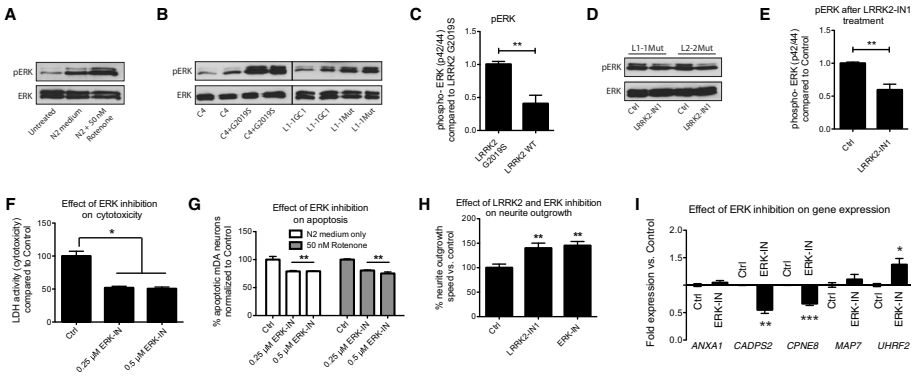 A
pERK
ERK
Untreated
N2 medium
N2 + 50 nM
Rotenone
B
pERK
ERK
C4
C4
C4+G2019S
C4+G2019S
L1-1GC1
L1-1GC1
L1-1Mut
L1-1Mut
C
pERK
phospho- ERK (p42/44)
compared to LRRK2 G2019S
1.5
1.0
0.5
0.0
**
LRRK2
G2019S
LRRK2 WT
D
L1-1Mut
L2-2Mut
pERK
ERK
Ctrl
LRRK2-IN1
Ctrl
LRRK2-IN1
E
pERK after LRRK2-IN1
treatment
phospho- ERK (p42/44)
compared to Control
1.5
1.0
0.5
0.0
**
Ctrl
LRRK2-IN1
F
Effect of ERK inhibition
on cytotoxicity
LDH activity (cytotoxicity)
compared to Control
150
100
50
0
*
Ctrl
0.25 µM ERK-IN
0.5 µM ERK-IN
G
Effect of ERK inhibition
on apoptosis
N2 medium only
50 nM Rotenone
% apoptotic mDA neurons
normalized to Control
150
100
50
0
**
**
Ctrl
0.25 µM ERK-IN
0.5 µM ERK-IN
Ctrl
0.25 µM ERK-IN
0.5 µM ERK-IN
H
Effect of LRRK2 and ERK inhibition
on neurite outgrowth
% neurite outgrowth
speed vs. control
200
150
100
50
0
**
**
Ctrl
LRRK2-IN1
ERK-IN
I
Effect of ERK inhibition on gene expression
Fold expression vs. Control
2.0
1.5
1.0
0.5
0.0
Ctrl
ERK-IN
Ctrl
ERK-IN
**
Ctrl
ERK-IN
***
Ctrl
ERK-IN
Ctrl
ERK-IN
*
ANXA1 CADPS2 CPNE8 MAP7 UHRF2